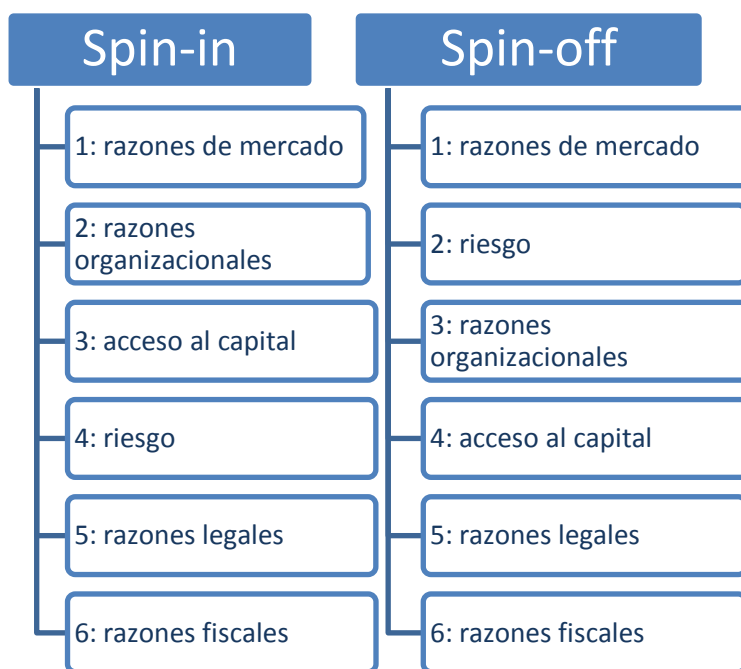 Spin-in
1: razones de mercado
2: razones
organizacionales
3: acceso al capital
4: riesgo
5: razones legales
6: razones fiscales
Spin-off
1: razones de mercado
2: riesgo
3: razones
organizacionales
4: acceso al capital
5: razones legales
6: razones fiscales